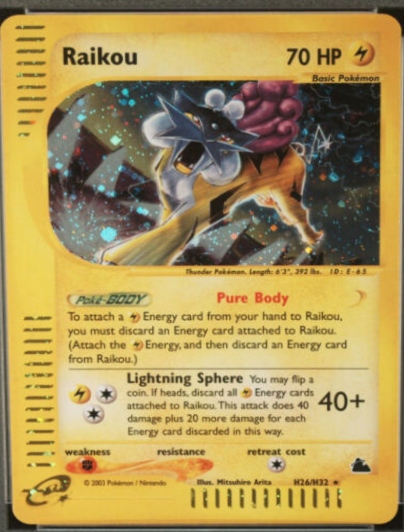 Raikou 70 HP
Basic Pokémon
Thunder Pokémon. Length: 6'3", 392 lbs. ID: E-65
Poké-BODY Pure Body
To attach a Energy card from your hand to Raikou,
you must discard an Energy card attached to Raikou.
(Attach the Energy, and then discard an Energy card
from Raikou.)
Lightning Sphere You may flip a
coin. If heads, discard all Energy cards
attached to Raikou. This attack does 40
damage plus 20 more damage for each
Energy card discarded in this way.
40+
weakness resistance retreat cost
© 2003 Pokémon / Nintendo Illus. Mitsuhiro Arita H26/H32 ★